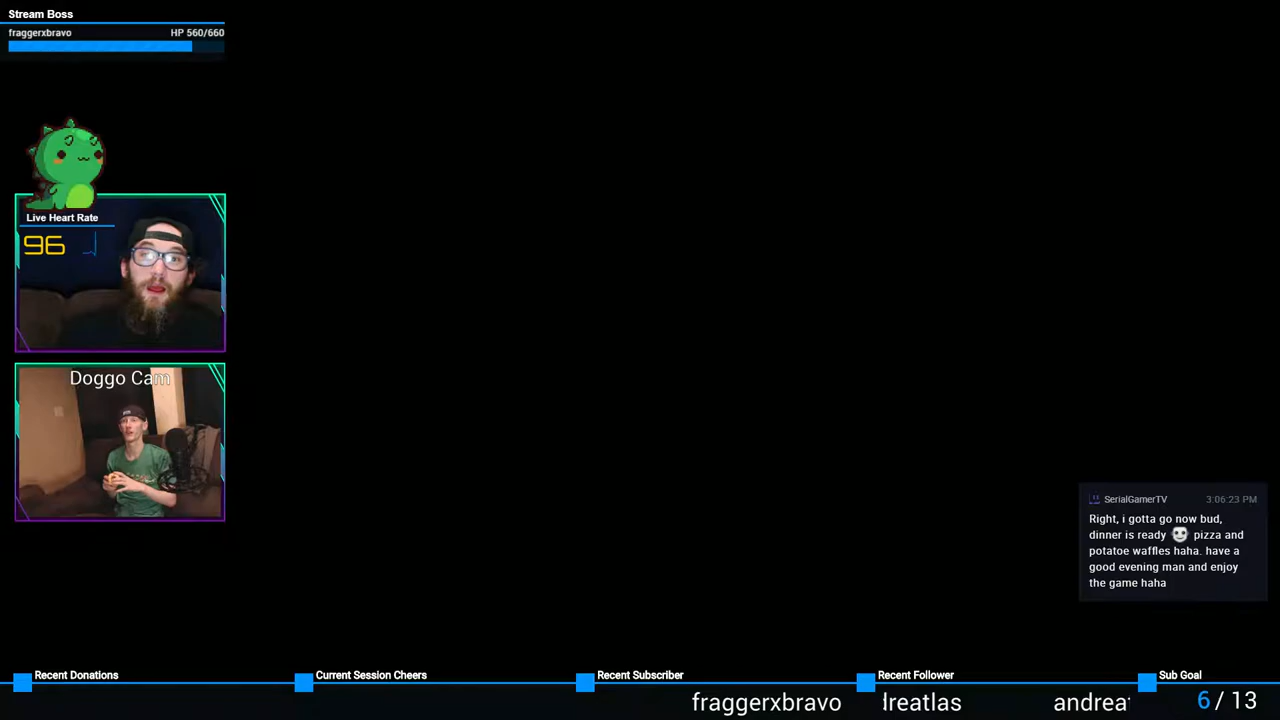 Stream Boss
fraggerxbravo HP 560/660
Live Heart Rate
96
Doggo Cam
SerialGamerTV 3:06:23 PM
Right, i gotta go now bud,
dinner is ready pizza and
potatoe waffles haha. have a
good evening man and enjoy
the game haha
Recent Donations
Current Session Cheers
Recent Subscriber
fraggerxbravo
Recent Follower
reatlas andrea
Sub Goal
6 / 13